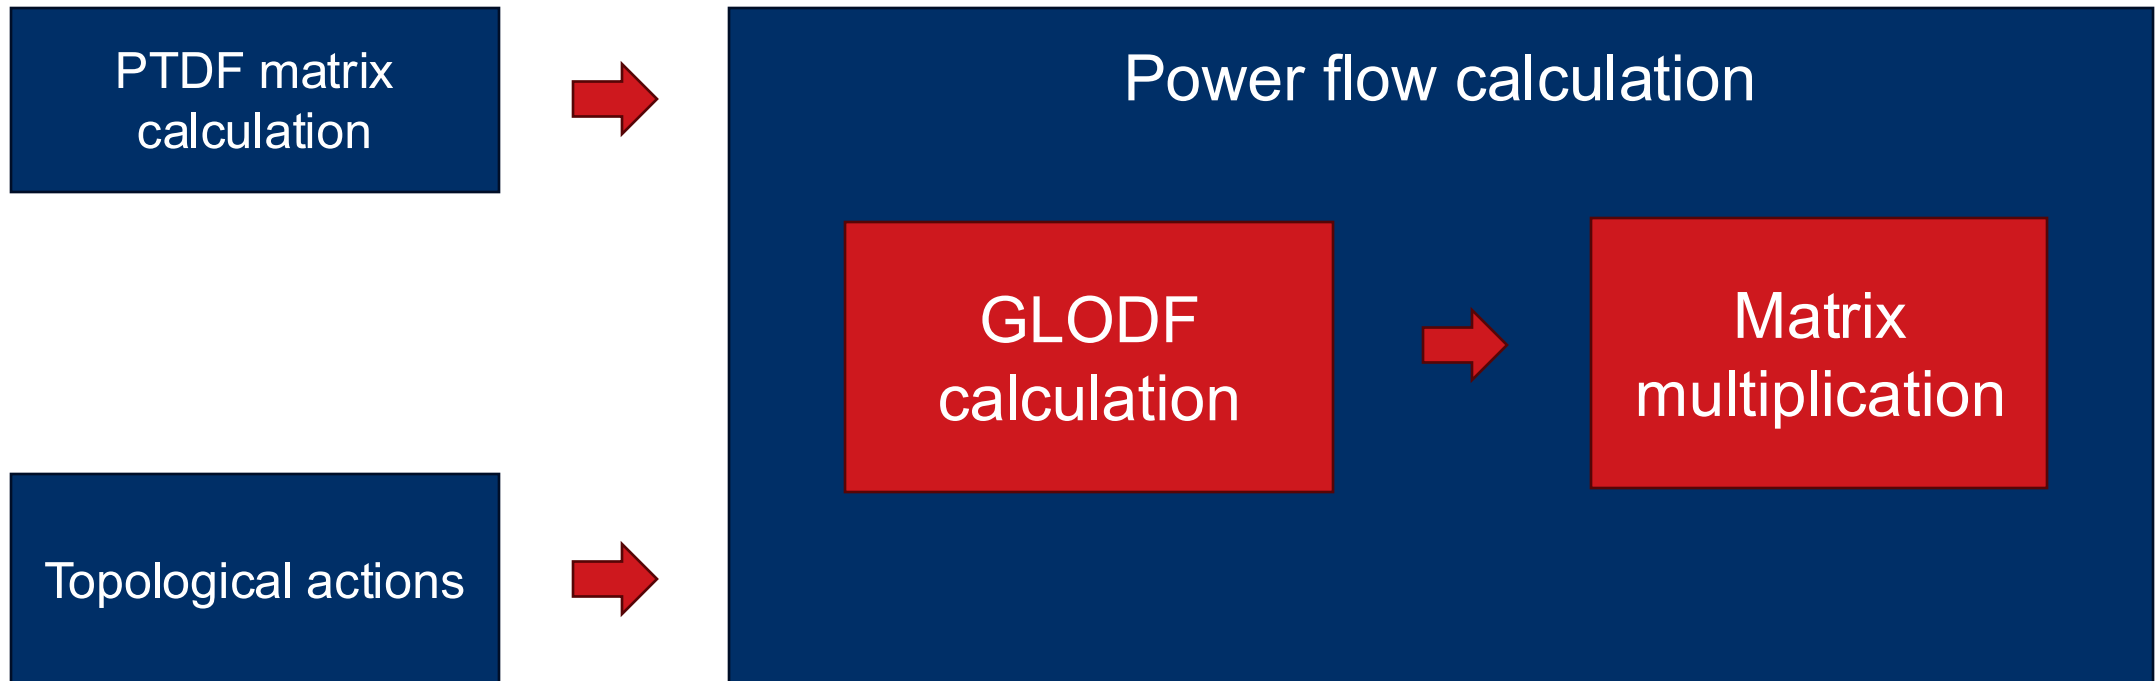 PTDF matrix
calculation
Power flow calculation
GLODF
calculation
Matrix
multiplication
Topological actions